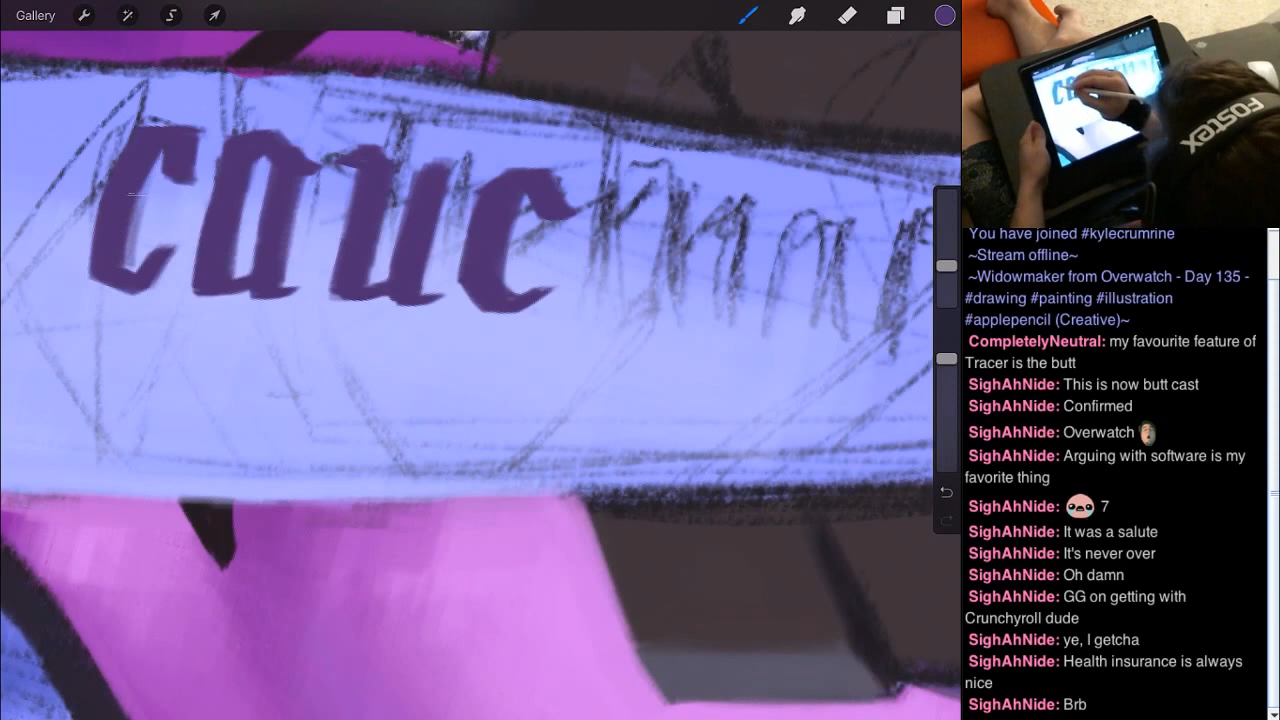 Gallery
cauc
Fostex
You have joined #kylecrumrine
~Stream offline~
~Widowmaker from Overwatch - Day 135 -
#drawing #painting #illustration
#applepencil (Creative)~
CompletelyNeutral: my favourite feature of
Tracer is the butt
SighAhNide: This is now butt cast
SighAhNide: Confirmed
SighAhNide: Overwatch
SighAhNide: Arguing with software is my
favorite thing
SighAhNide: 7
SighAhNide: It was a salute
SighAhNide: It's never over
SighAhNide: Oh damn
SighAhNide: GG on getting with
Crunchyroll dude
SighAhNide: ye, I getcha
SighAhNide: Health insurance is always
nice
SighAhNide: Brb